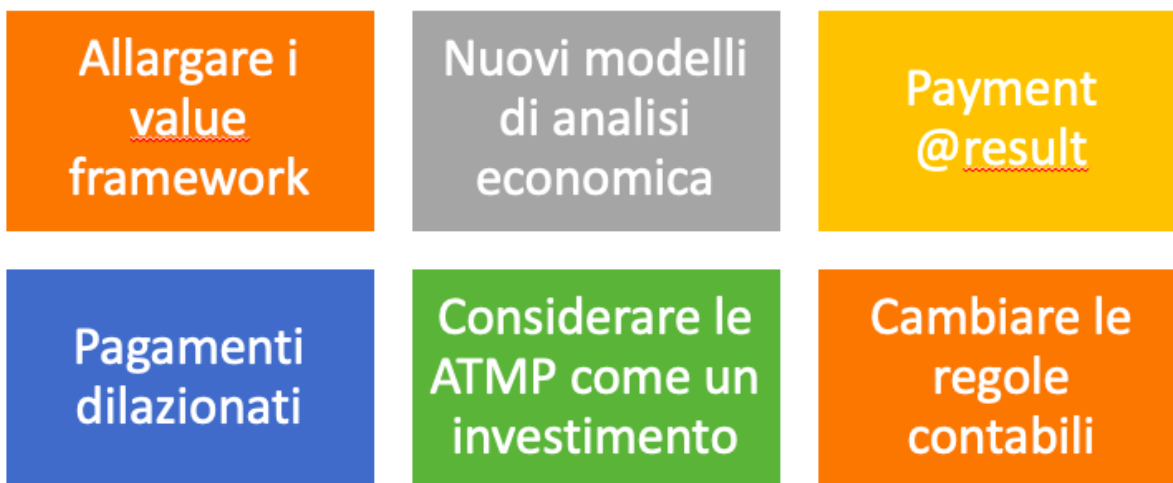 Allargare i
value
framework
Nuovi modelli
di analisi
economica
Payment
@result
Pagamenti
dilazionati
Considerare le
ATMP come un
investimento
Cambiare le
regole
contabili